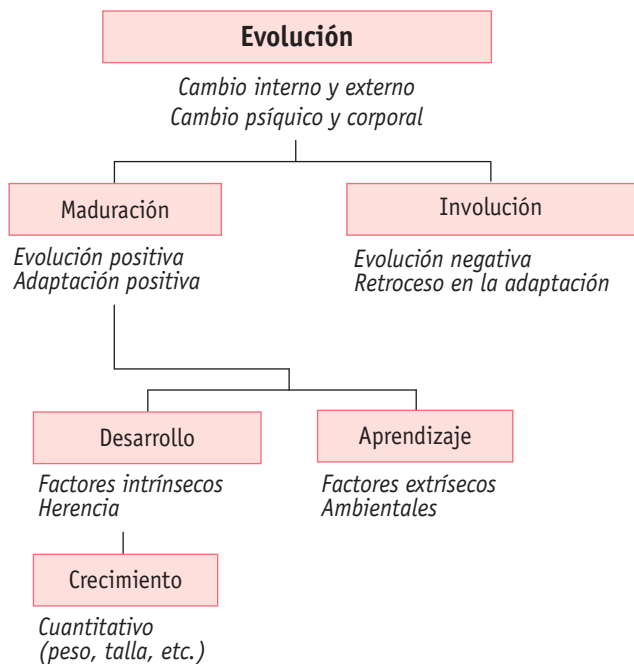 Evolución
Cambio interno y externo
Cambio psíquico y corporal
Maduración
Involución
Evolución positiva
Adaptación positiva
Evolución negativa
Retroceso en la adaptación
Desarrollo
Aprendizaje
Factores intrínsecos
Herencia
Factores extrísecos
Ambientales
Crecimiento
Cuantitativo
(peso, talla, etc.)